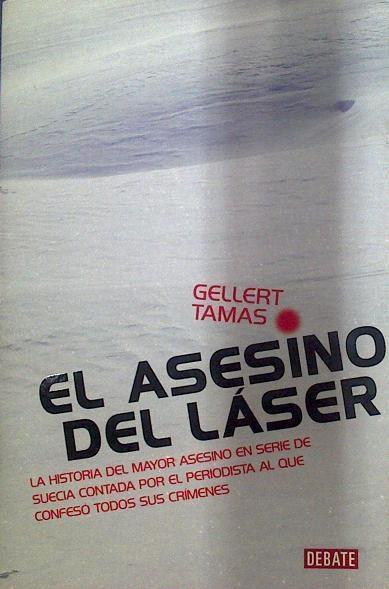 GELLERT
TAMAS
EL ASESINO
DEL LÁSER
LA HISTORIA DEL MAYOR ASESINO EN SERIE DE
SUECIA CONTADA POR EL PERIODISTA AL QUE
CONFESÓ TODOS SUS CRÍMENES
DEBATE